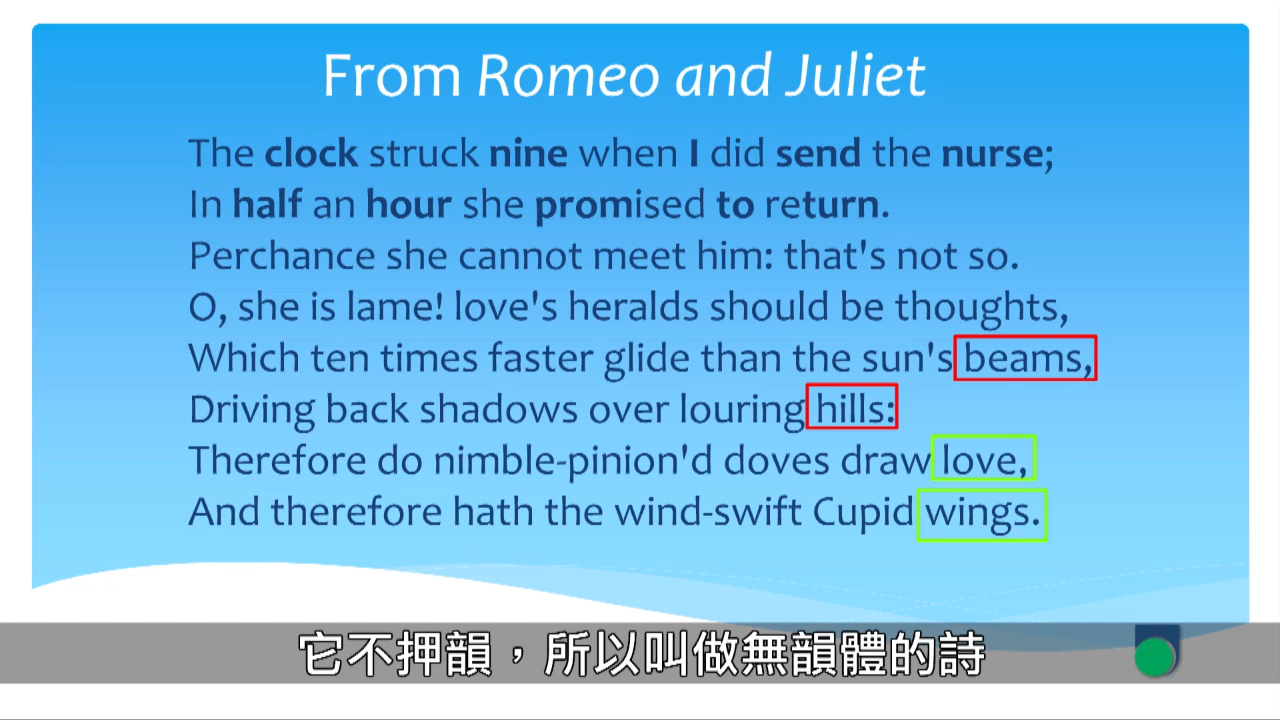 From Romeo and Juliet
The clock struck nine when I did send the nurse;
In half an hour she promised to return.
Perchance she cannot meet him: that's not so.
O, she is lame! love's heralds should be thoughts,
Which ten times faster glide than the sun's beams,
Driving back shadows over louring hills:
Therefore do nimble-pinion'd doves draw love,
And therefore hath the wind-swift Cupid wings.
它不押韻，所以叫做無韻體的詩